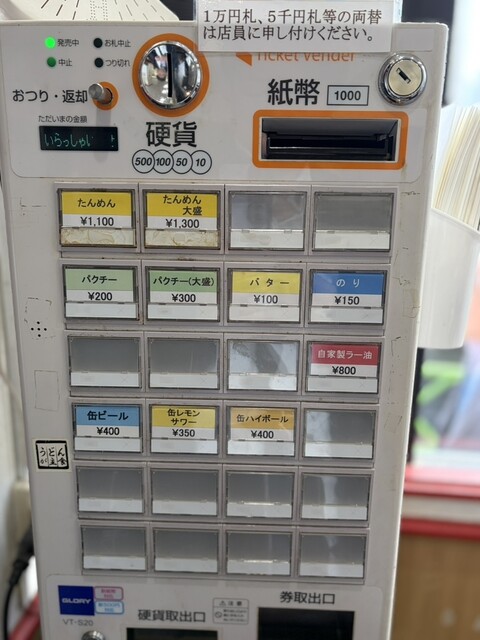 1万円札、5千円札等の両替
は店員に申し付けください。
発売中
お札中止
中止
つり切れ
Ticket Vender
おつり・返却
紙幣
1000
ただいまの金額
いらっしゃい
硬貨
500 100 50 10
たんめん
¥1,100
たんめん
大盛
¥1,300
パクチー
¥200
パクチー(大盛)
¥300
バター
¥100
のり
¥150
自家製ラー油
¥800
缶ビール
¥400
缶レモン
サワー
¥350
缶ハイボール
¥400
GLORY
VT-S20
硬貨取出口
注意
券取出口